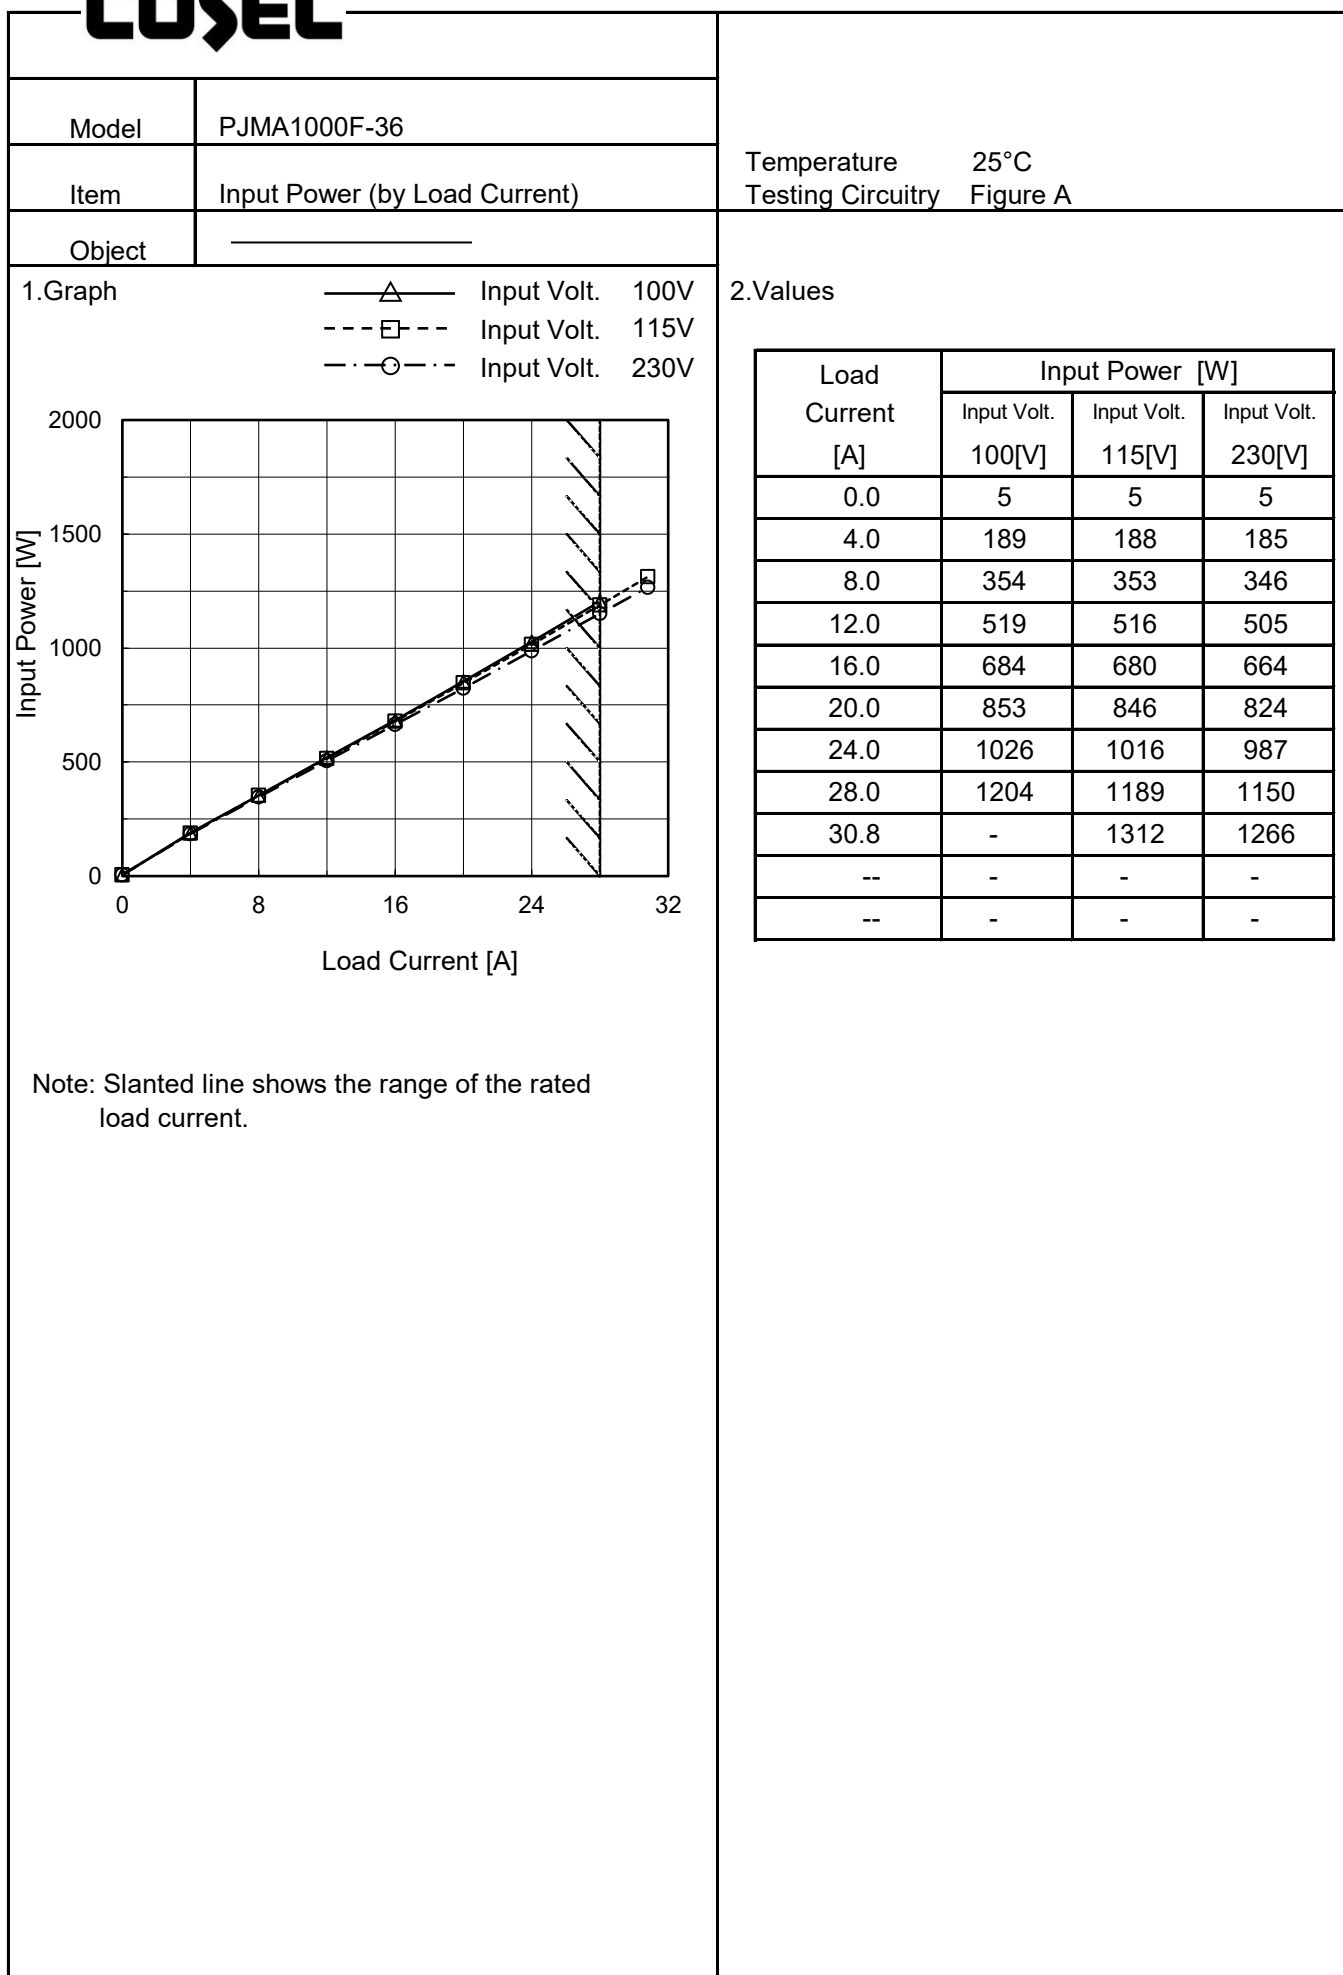 COSEL
Model PJMA1000F-36
Item Input Power (by Load Current)
Object
Temperature 25°C
Testing Circuitry Figure A
1.Graph
Input Volt. 100V
Input Volt. 115V
Input Volt. 230V
Input Power [W]
2000
1500
1000
500
0
0 8 16 24 32
Load Current [A]
Note: Slanted line shows the range of the rated
load current.
2.Values
Load Input Power [W]
Current Input Volt. Input Volt. Input Volt.
[A] 100[V] 115[V] 230[V]
0.0 5 5 5
4.0 189 188 185
8.0 354 353 346
12.0 519 516 505
16.0 684 680 664
20.0 853 846 824
24.0 1026 1016 987
28.0 1204 1189 1150
30.8 - 1312 1266
-- - - -
-- - - -